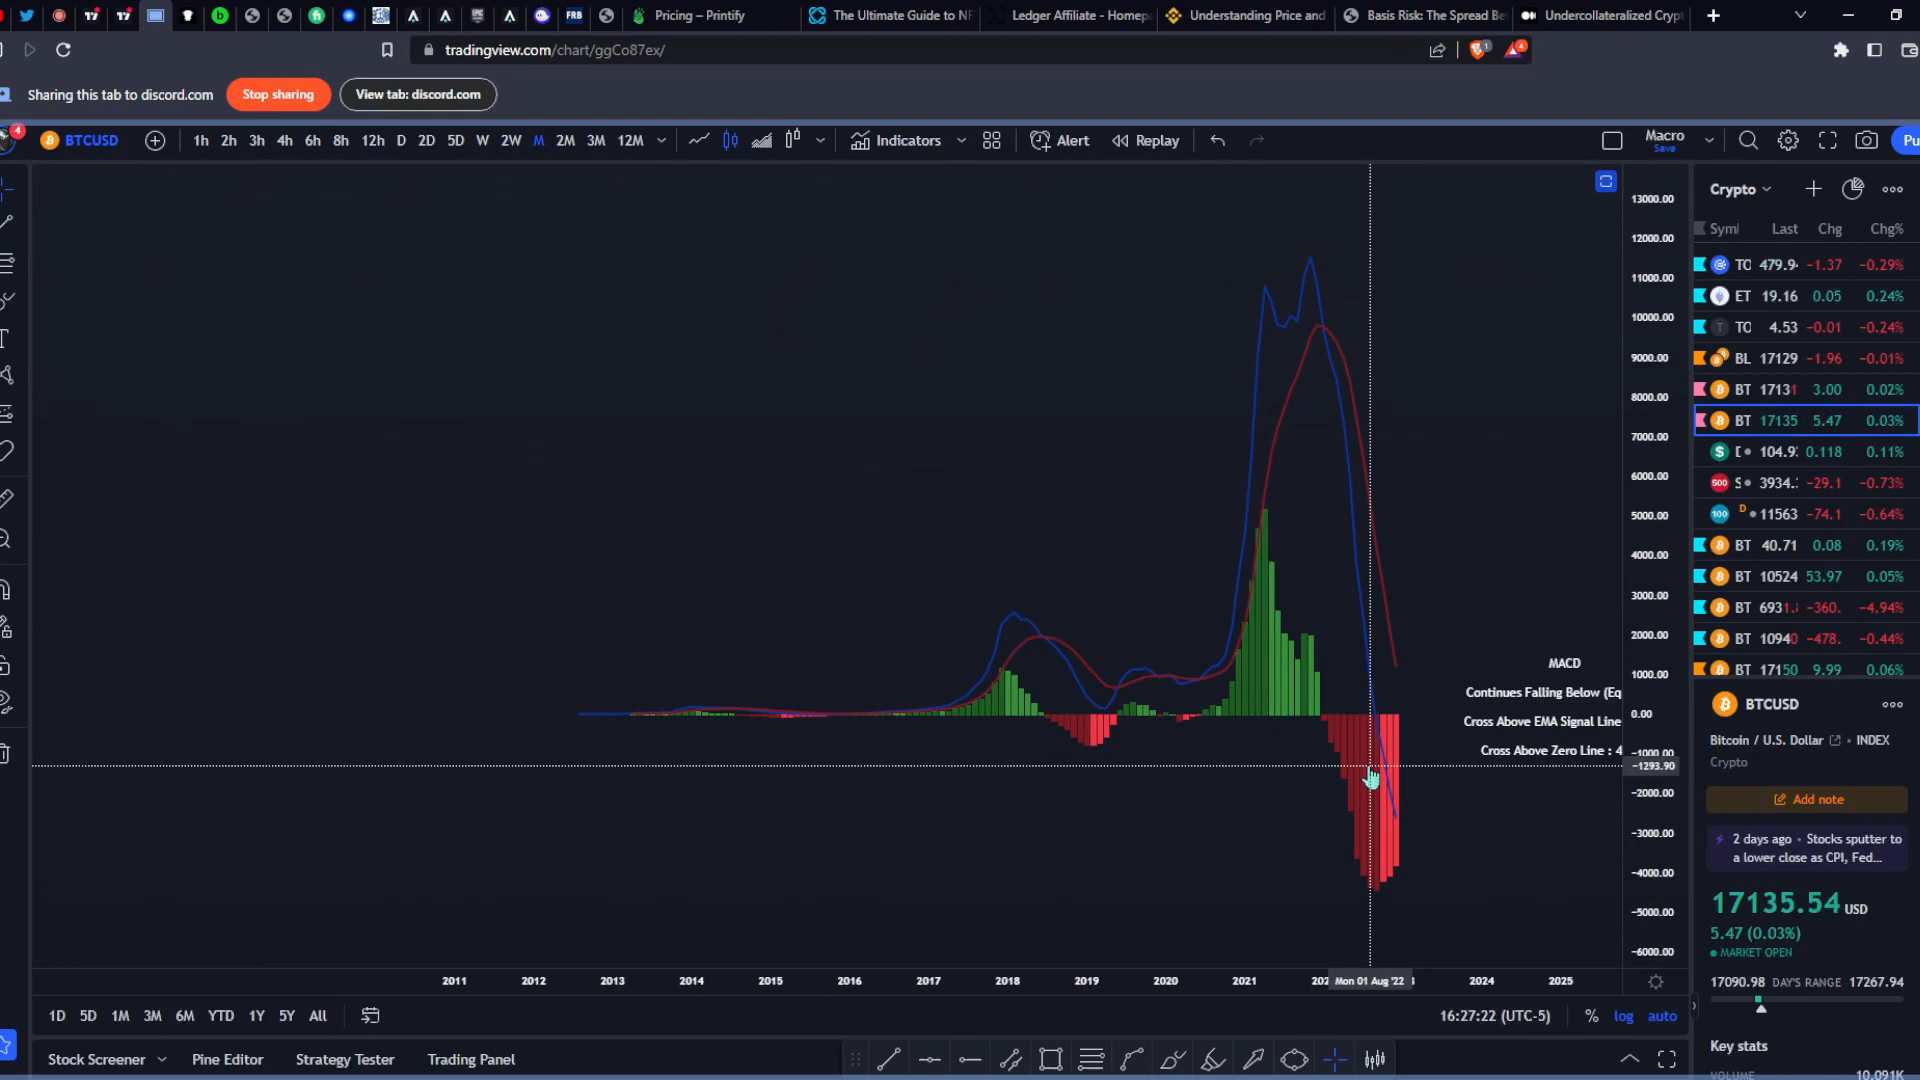 FRB
Pricing – Printify
The Ultimate Guide to NF
Ledger Affiliate - Homep
Understanding Price and
Basis Risk: The Spread Be
Undercollateralized Crypt
tradingview.com/chart/ggCo87ex/
1
4
Sharing this tab to discord.com
Stop sharing
View tab: discord.com
4
BTCUSD
1h 2h 3h 4h 6h 8h 12h D 2D 5D W 2W M 2M 3M 12M
Indicators
Alert
Replay
Macro
Save
Pu
Crypto
Symb Last Chg Chg%
TO 479.94 −1.37 −0.29%
ET 19.16 0.05 0.24%
TO 4.53 −0.01 −0.24%
BL 17129 −1.96 −0.01%
BT 17131 3.00 0.02%
BT 17135 5.47 0.03%
104.9 0.118 0.11%
500 S 3934. −29.1 −0.73%
100 D 11563 −74.1 −0.64%
BT 40.71 0.08 0.19%
BT 10524 53.97 0.05%
BT 6931. −360. −4.94%
BT 10940 −478. −0.44%
BT 17150 9.99 0.06%
13000.00
12000.00
11000.00
10000.00
9000.00
8000.00
7000.00
6000.00
5000.00
4000.00
3000.00
2000.00
1000.00
0.00
−1000.00
−1293.90
−2000.00
−3000.00
−4000.00
−5000.00
−6000.00
MACD
Continues Falling Below (Eq
Cross Above EMA Signal Line
Cross Above Zero Line : 4
2011 2012 2013 2014 2015 2016 2017 2018 2019 2020 2021 202 Mon 01 Aug '22 2024 2025
BTCUSD
Bitcoin / U.S. Dollar • INDEX
Crypto
Add note
2 days ago • Stocks sputter to
a lower close as CPI, Fed...
17135.54 USD
5.47 (0.03%)
MARKET OPEN
17090.98 DAY'S RANGE 17267.94
Key stats
VOLUME 10.091K
1D 5D 1M 3M 6M YTD 1Y 5Y All
16:27:22 (UTC-5) % log auto
Stock Screener Pine Editor Strategy Tester Trading Panel